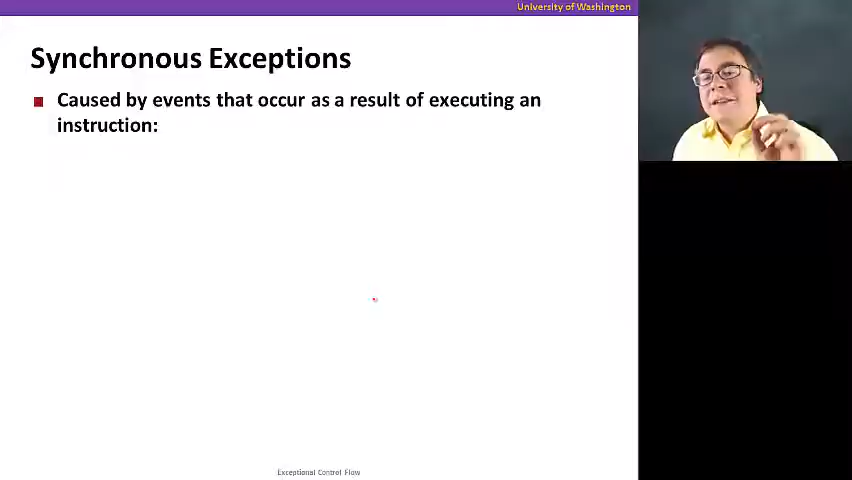 University of Washington
Synchronous Exceptions
Caused by events that occur as a result of executing an
instruction:
Exceptional Control Flow